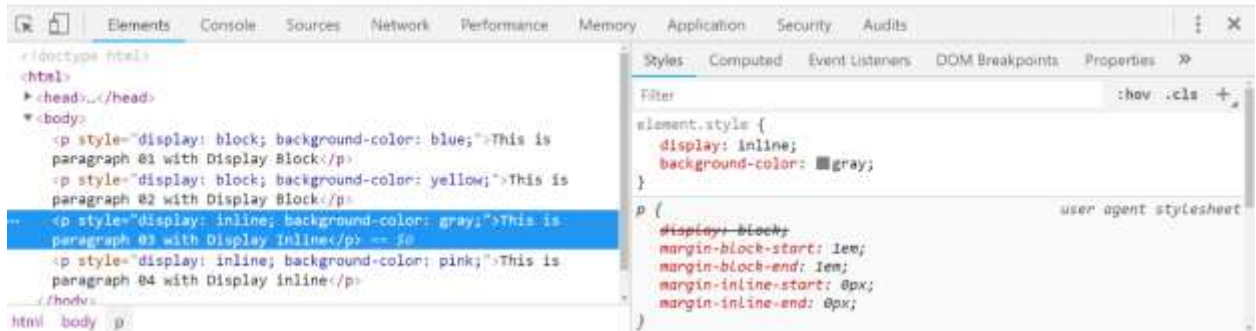 Elements Console Sources Network Performance Memory Application Security Audits
<!doctype html>
<html>
<head>…</head>
<body>
<p style="display: block; background-color: blue;">This is
paragraph 01 with Display Block</p>
<p style="display: block; background-color: yellow;">This is
paragraph 02 with Display Block</p>
<p style="display: inline; background-color: gray;">This is
paragraph 03 with Display Inline</p> == $0
<p style="display: inline; background-color: pink;">This is
paragraph 04 with Display inline</p>
</body>
html body p
Styles Computed Event Listeners DOM Breakpoints Properties »
Filter :hov .cls +
element.style {
display: inline;
background-color: gray;
}
p { user agent stylesheet
display: block;
margin-block-start: 1em;
margin-block-end: 1em;
margin-inline-start: 0px;
margin-inline-end: 0px;
}